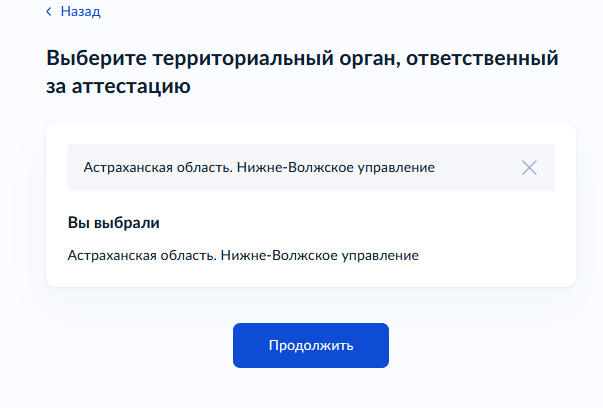 Назад
Выберите территориальный орган, ответственный
за аттестацию
Астраханская область. Нижне-Волжское управление
Вы выбрали
Астраханская область. Нижне-Волжское управление
Продолжить